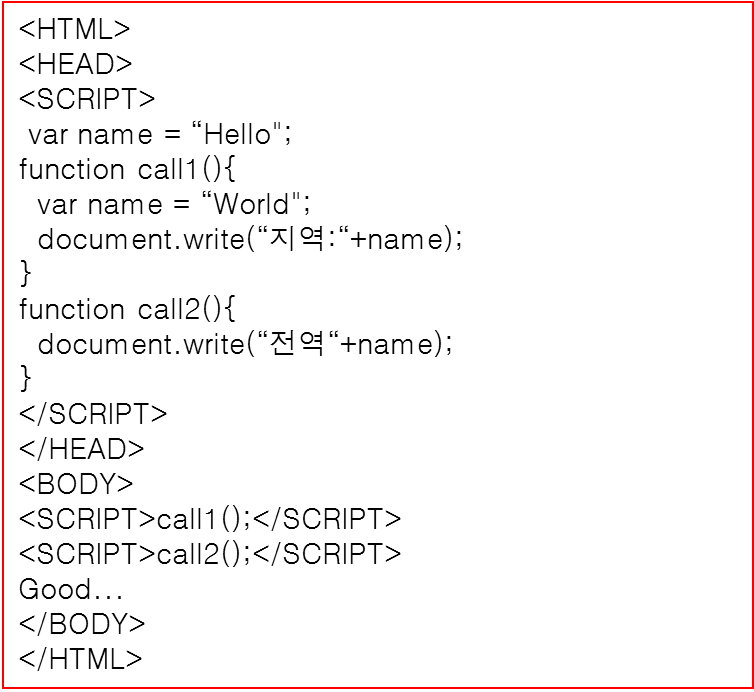 <HTML>
<HEAD>
<SCRIPT>
var name = “Hello";
function call1(){
var name = “World";
document.write(“지역:“+name);
}
function call2(){
document.write(“전역“+name);
}
</SCRIPT>
</HEAD>
<BODY>
<SCRIPT>call1();</SCRIPT>
<SCRIPT>call2();</SCRIPT>
Good...
</BODY>
</HTML>